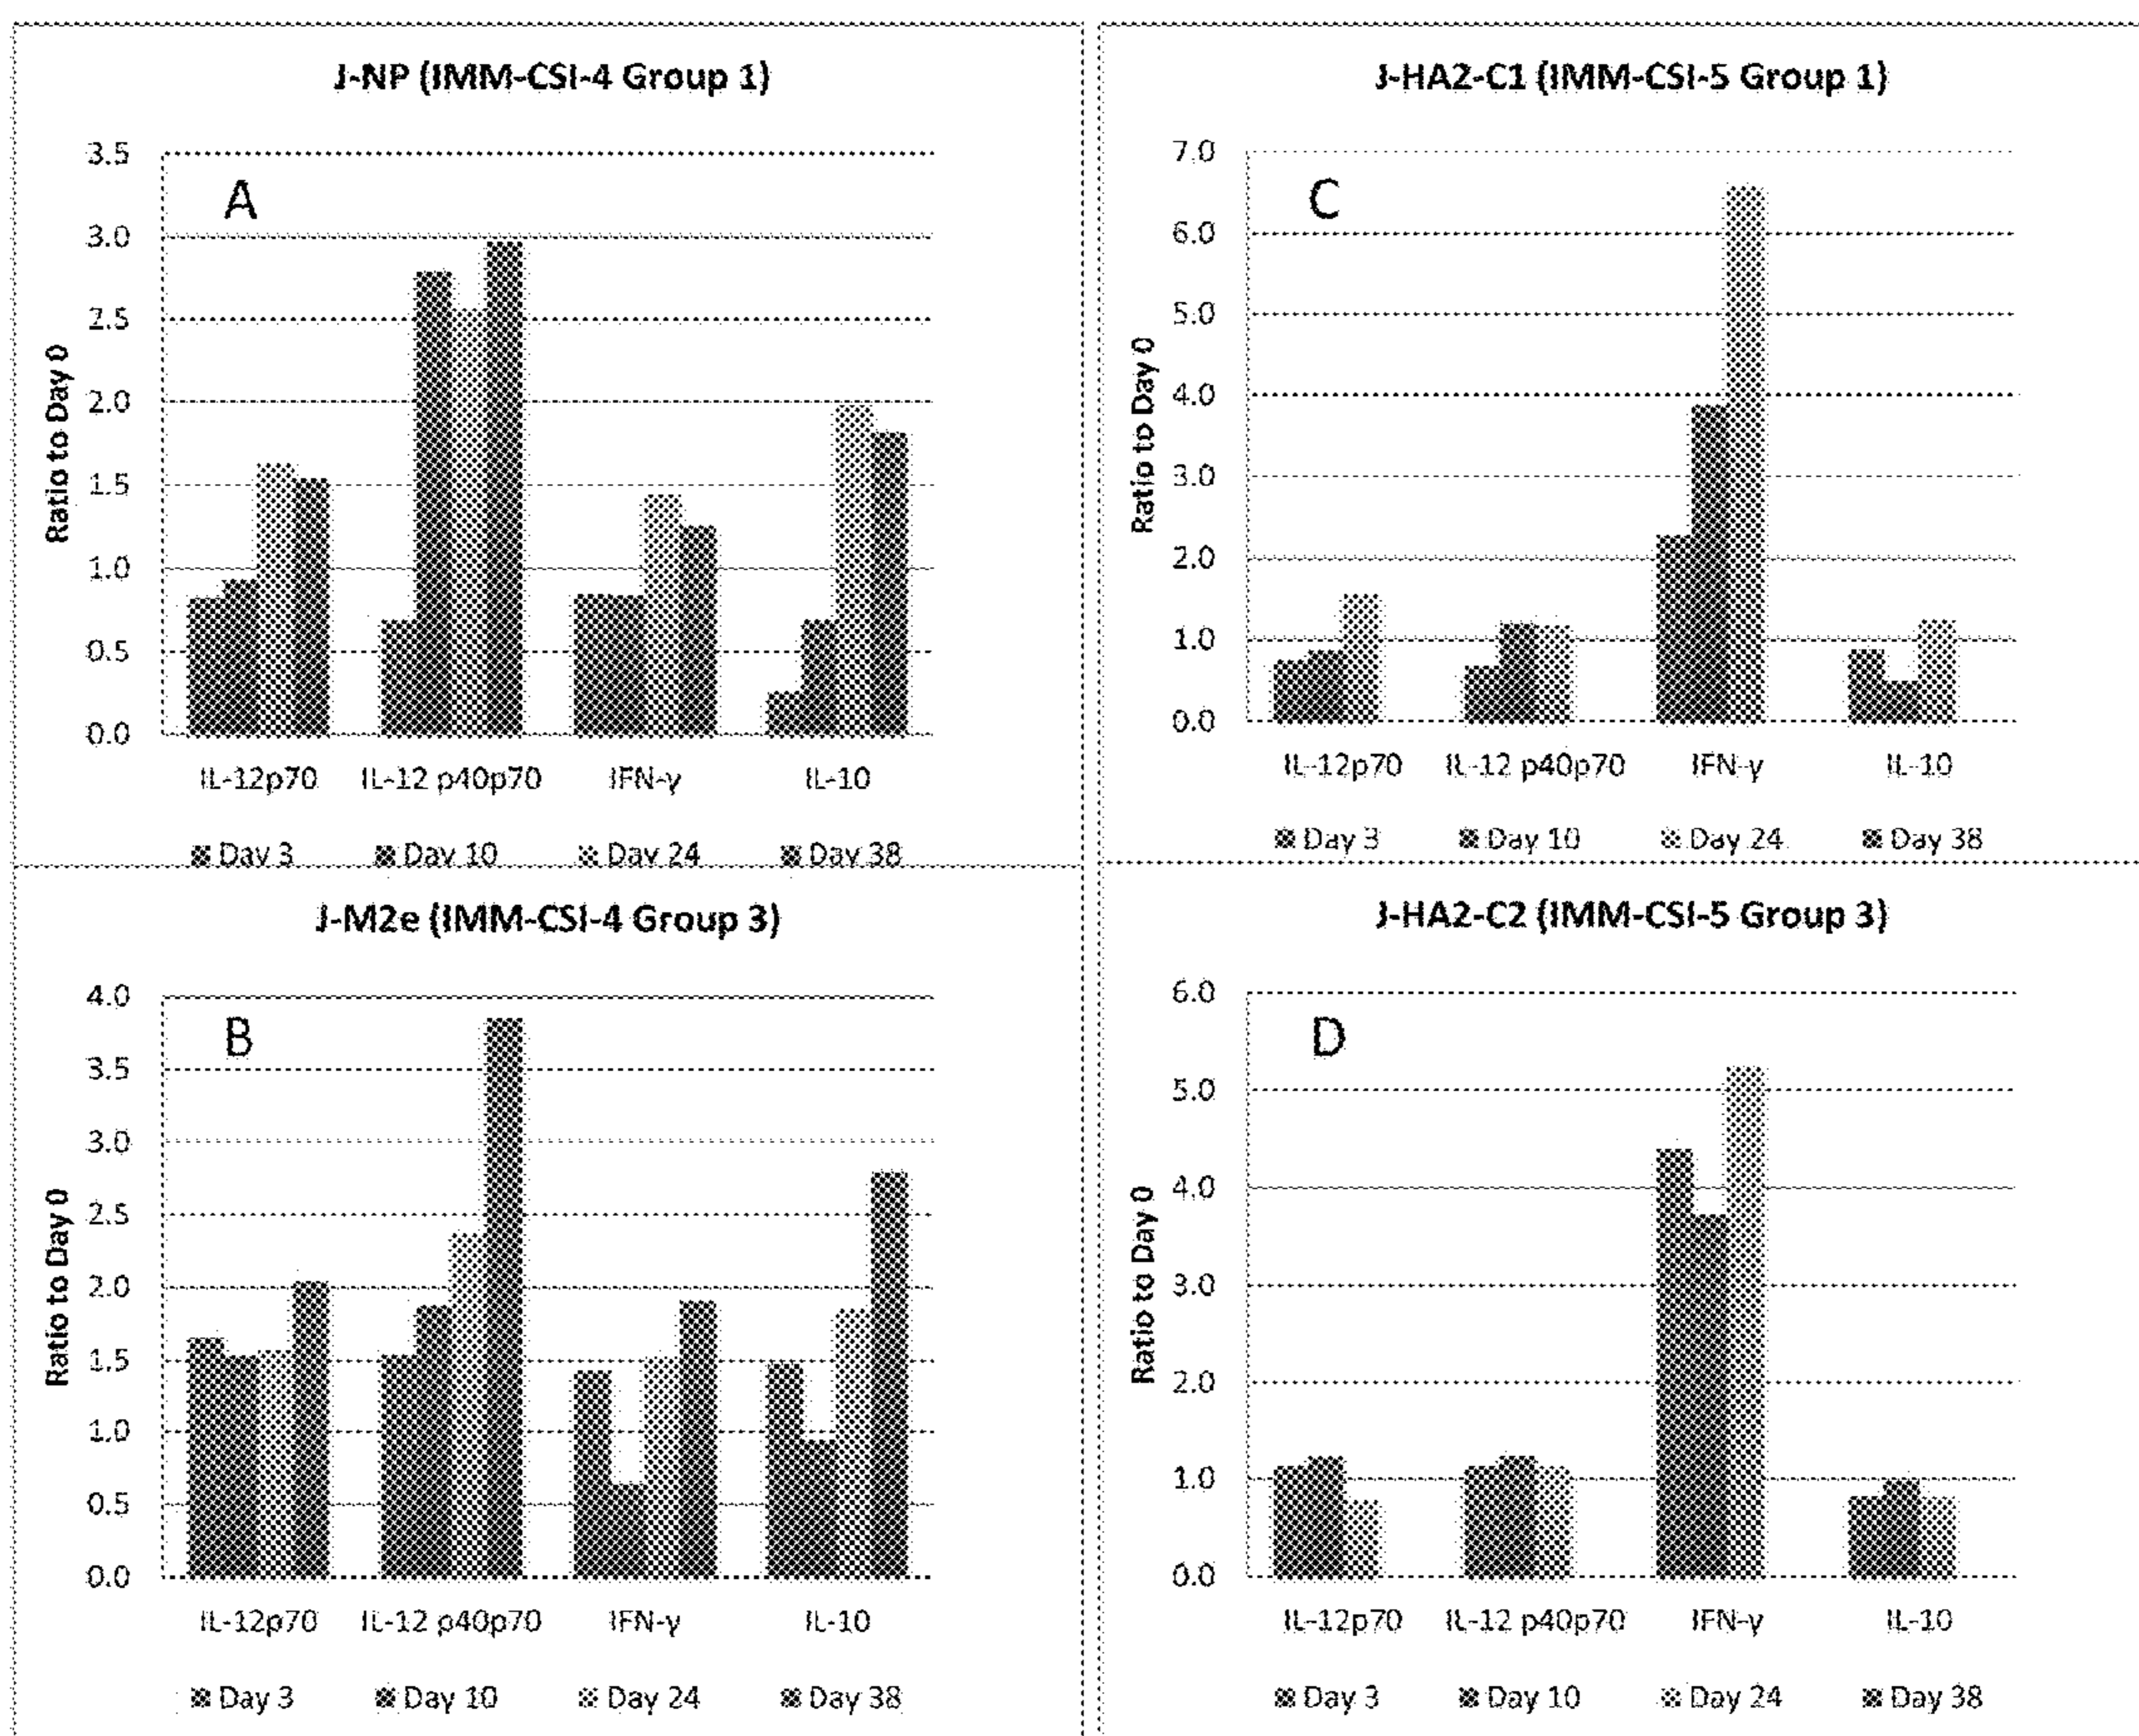 J-NP (IMM-CSI-4 Group 1)
A
Ratio to Day 0
3.5
3.0
2.5
2.0
1.5
1.0
0.5
0.0
IL-12p70 IL-12 p40p70 IFN-γ IL-10
Day 3 Day 10 Day 24 Day 38
J-M2e (IMM-CSI-4 Group 3)
B
Ratio to Day 0
4.0
3.5
3.0
2.5
2.0
1.5
1.0
0.5
0.0
IL-12p70 IL-12 p40p70 IFN-γ IL-10
Day 3 Day 10 Day 24 Day 38
J-HA2-C1 (IMM-CSI-5 Group 1)
C
Ratio to Day 0
7.0
6.0
5.0
4.0
3.0
2.0
1.0
0.0
IL-12p70 IL-12 p40p70 IFN-γ IL-10
Day 3 Day 10 Day 24 Day 38
J-HA2-C2 (IMM-CSI-5 Group 3)
D
Ratio to Day 0
6.0
5.0
4.0
3.0
2.0
1.0
0.0
IL-12p70 IL-12 p40p70 IFN-γ IL-10
Day 3 Day 10 Day 24 Day 38